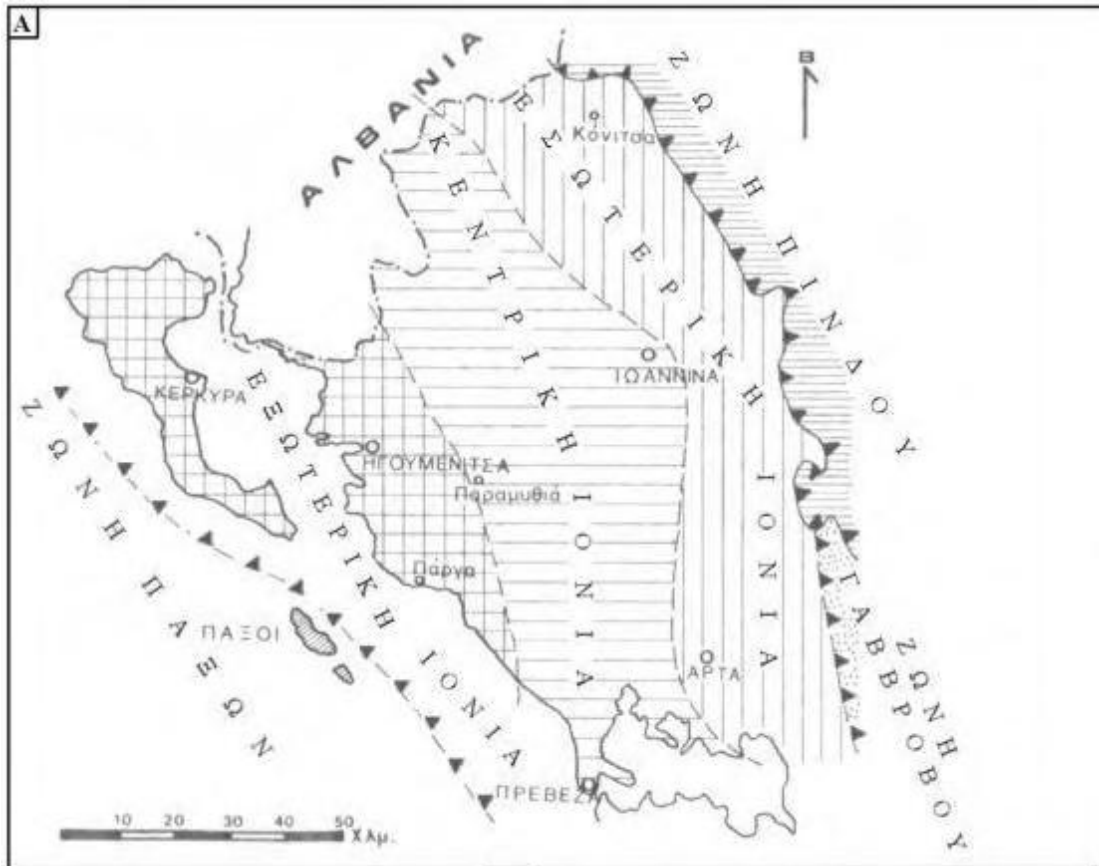 A
ΑΛΒΑΝΙΑ
Β
ΖΩΝΗ ΠΙΝΔΟΥ
Κόνιτσα
ΕΣΩΤΕΡΙΚΗ ΙΟΝΙΑ
ΚΕΝΤΡΙΚΗ ΙΟΝΙΑ
ΙΩΑΝΝΙΝΑ
ΚΕΡΚΥΡΑ
ΕΞΩΤΕΡΙΚΗ ΙΟΝΙΑ
ΗΓΟΥΜΕΝΙΤΣΑ
Παραμυθιά
Πάργα
ΖΩΝΗ ΠΑΞΩΝ
ΠΑΞΟΙ
ΑΡΤΑ
ΖΩΝΗ
ΓΑΒΒΡΟΒΟΥ
ΠΡΕΒΕΖΑ
10 20 30 40 50 Χλμ.